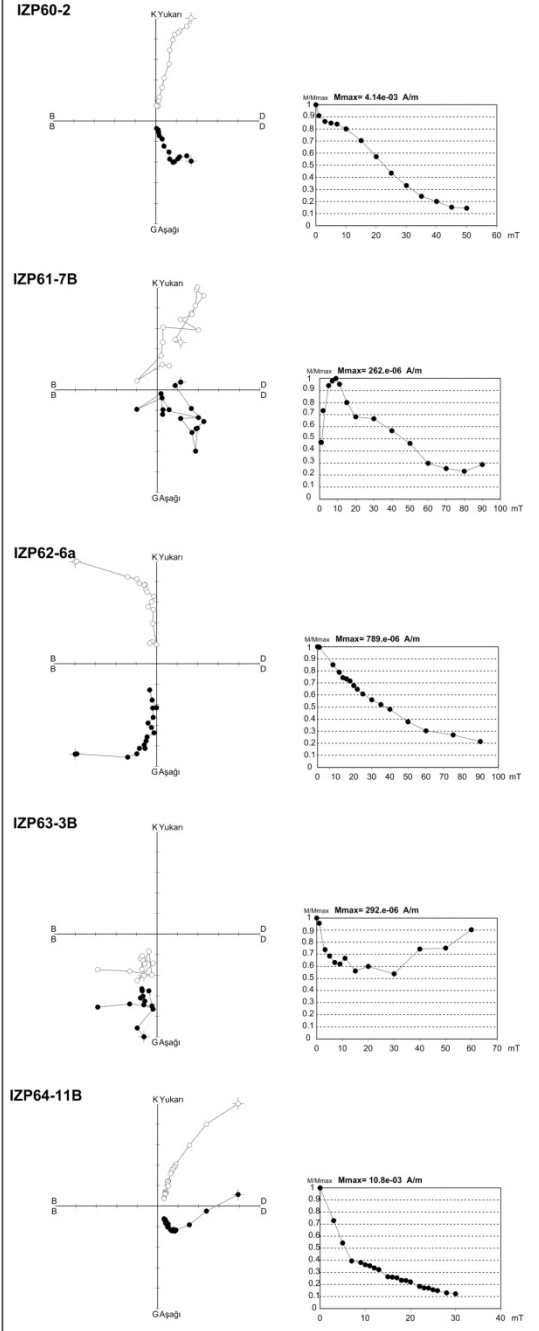 IZP60-2
K Yukarı
B D
B D
G Aşağı
M/Mmax Mmax= 4.14e-03 A/m
1
0.9
0.8
0.7
0.6
0.5
0.4
0.3
0.2
0.1
0
0 10 20 30 40 50 60 mT
IZP61-7B
K Yukarı
B D
B D
G Aşağı
M/Mmax Mmax= 262.e-06 A/m
1
0.9
0.8
0.7
0.6
0.5
0.4
0.3
0.2
0.1
0
0 10 20 30 40 50 60 70 80 90 100 mT
IZP62-6a
K Yukarı
B D
B D
G Aşağı
M/Mmax Mmax= 789.e-06 A/m
1
0.9
0.8
0.7
0.6
0.5
0.4
0.3
0.2
0.1
0
0 10 20 30 40 50 60 70 80 90 100 mT
IZP63-3B
K Yukarı
B D
B D
G Aşağı
M/Mmax Mmax= 292.e-06 A/m
1
0.9
0.8
0.7
0.6
0.5
0.4
0.3
0.2
0.1
0
0 10 20 30 40 50 60 70 mT
IZP64-11B
K Yukarı
B D
B D
G Aşağı
M/Mmax Mmax= 10.8e-03 A/m
1
0.9
0.8
0.7
0.6
0.5
0.4
0.3
0.2
0.1
0
0 10 20 30 40 mT